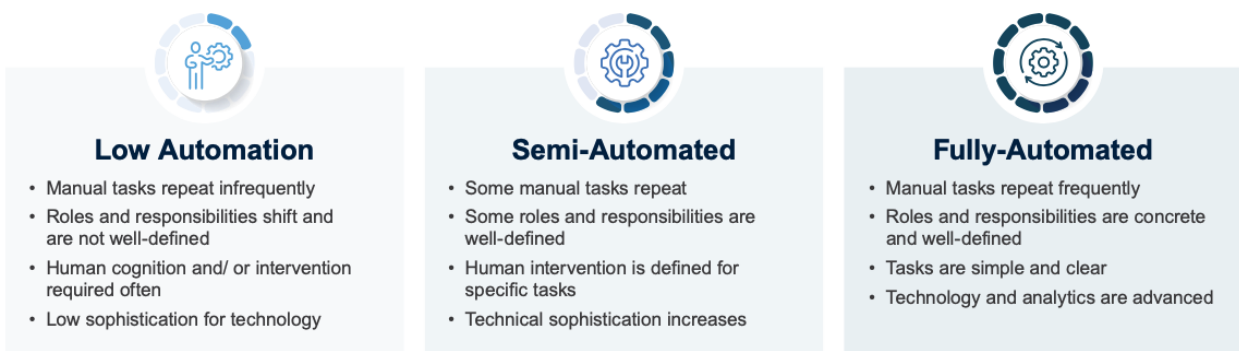 Low Automation
• Manual tasks repeat infrequently
• Roles and responsibilities shift and
are not well-defined
• Human cognition and/ or intervention
required often
• Low sophistication for technology
Semi-Automated
• Some manual tasks repeat
• Some roles and responsibilities are
well-defined
• Human intervention is defined for
specific tasks
• Technical sophistication increases
Fully-Automated
• Manual tasks repeat frequently
• Roles and responsibilities are concrete
and well-defined
• Tasks are simple and clear
• Technology and analytics are advanced